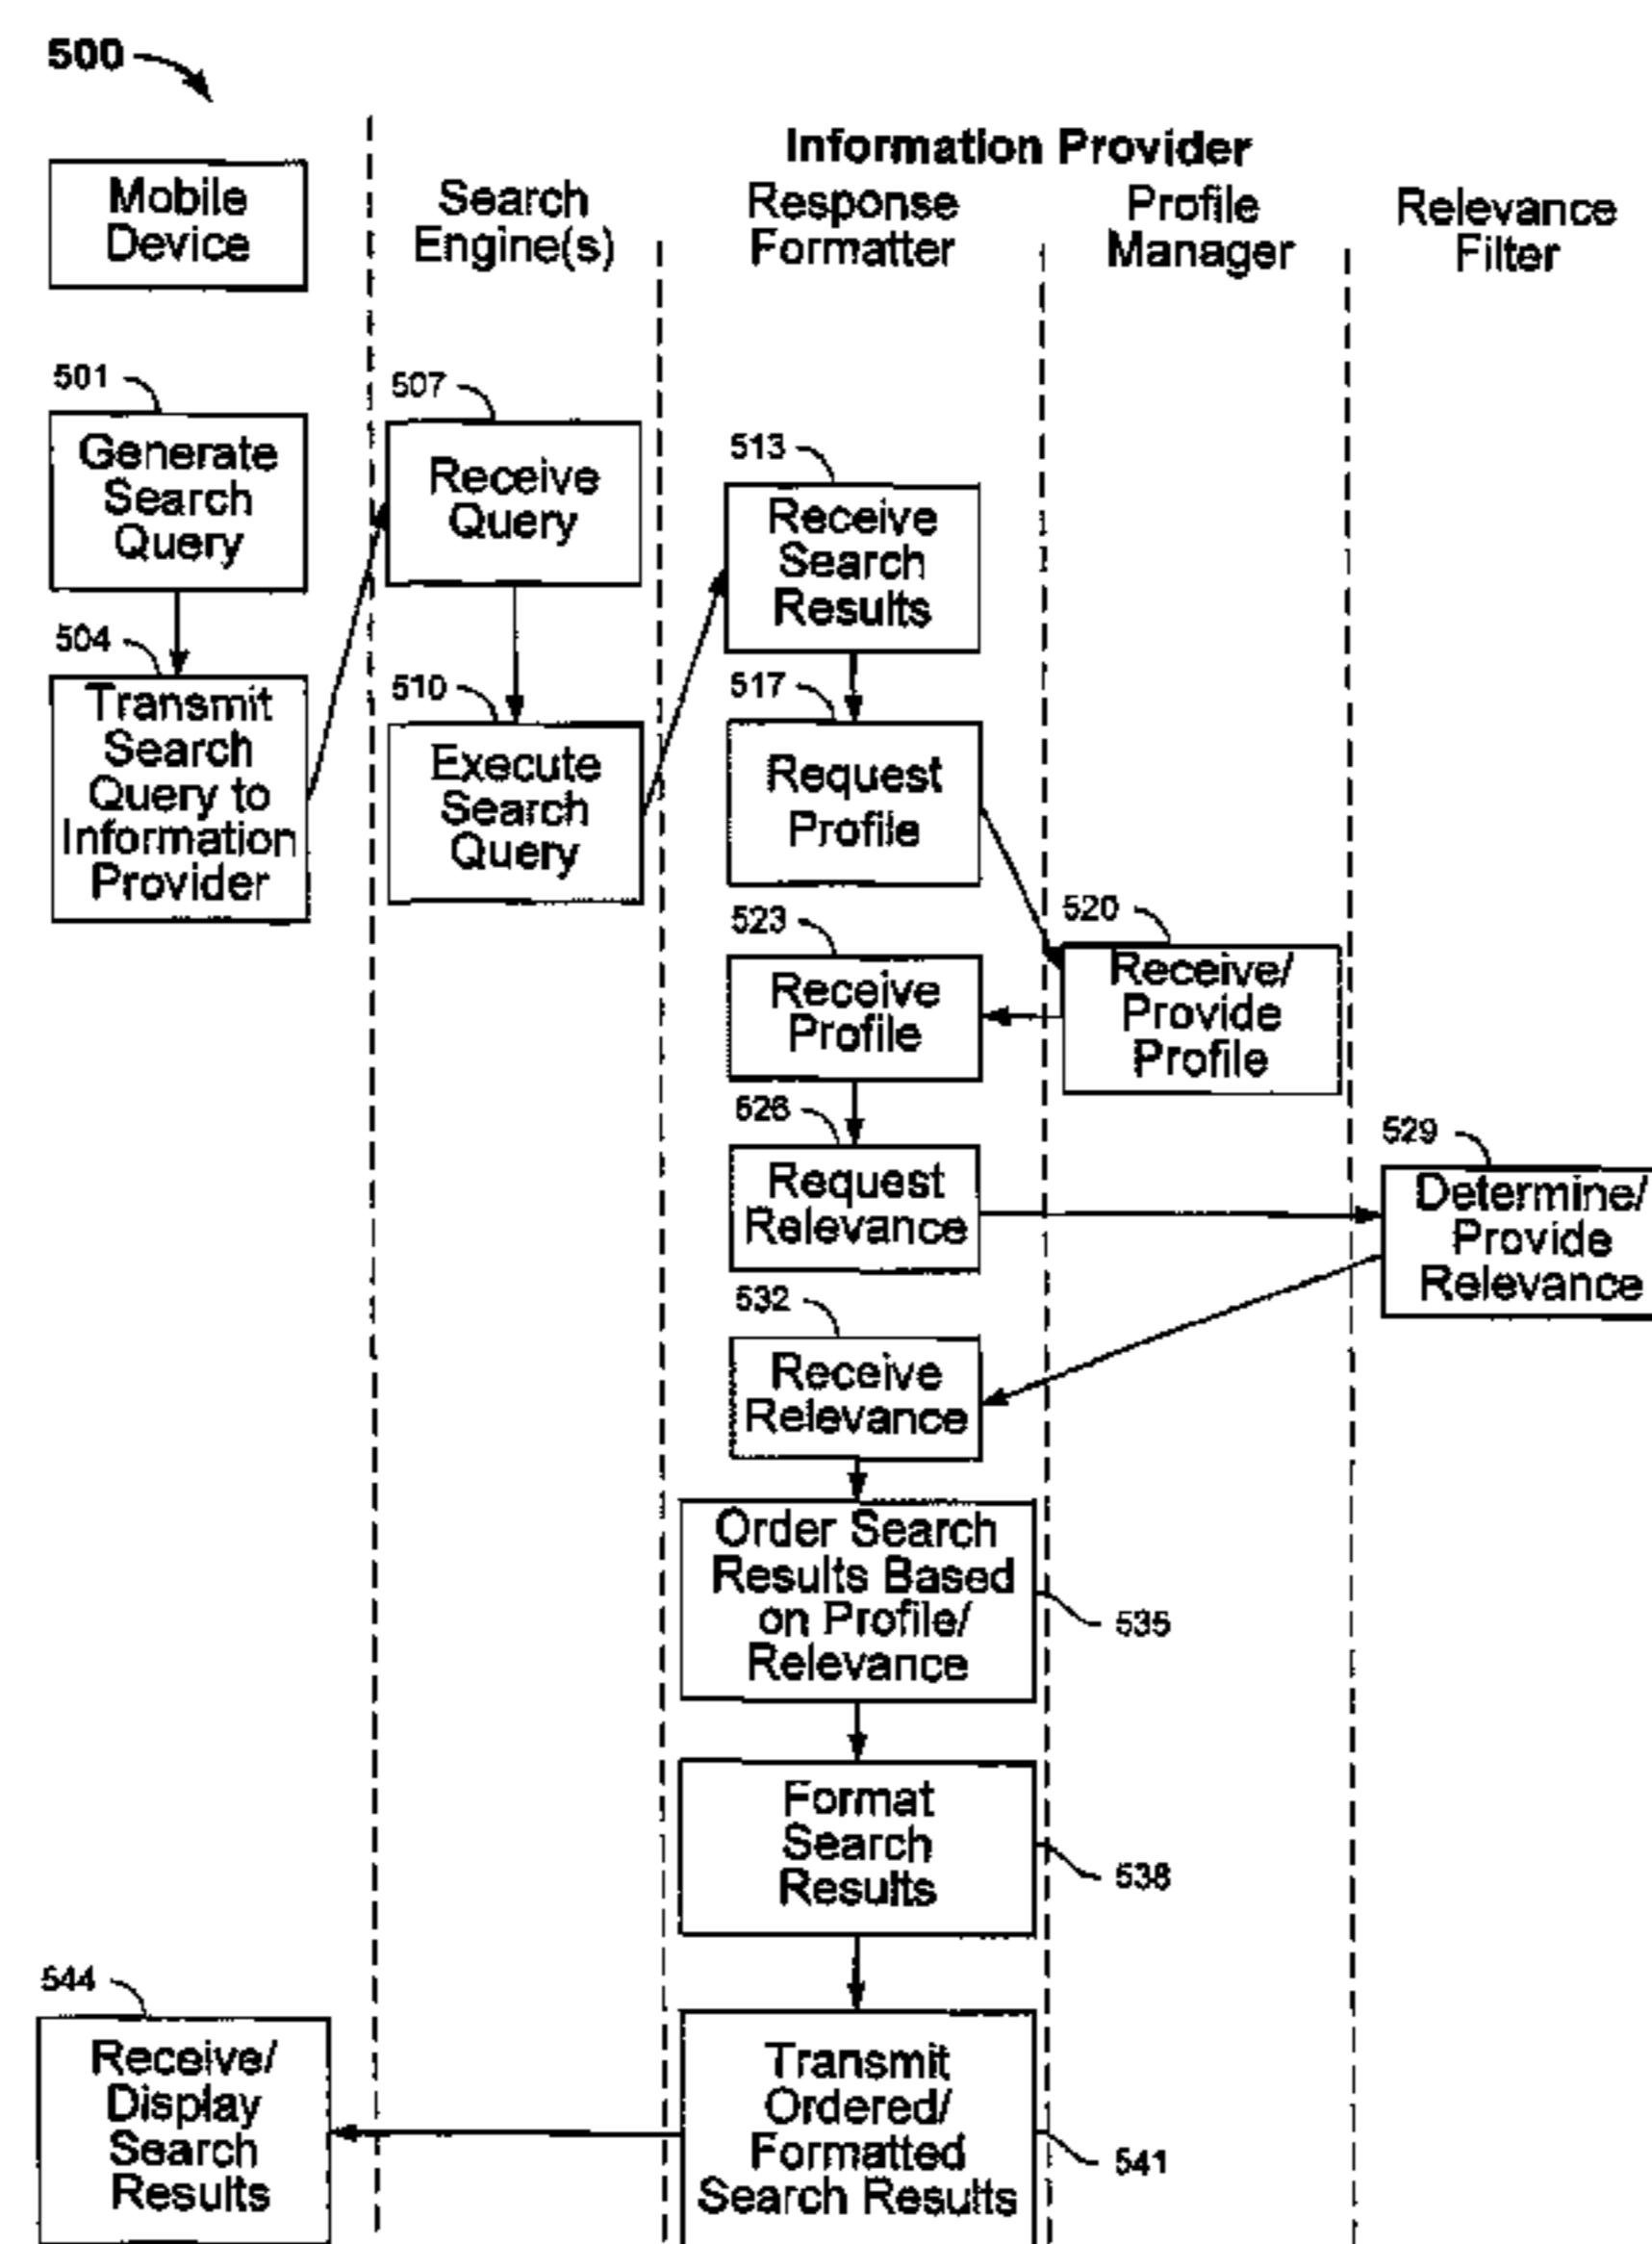 500
Information Provider
Mobile
Device
Search
Engine(s)
Response
Formatter
Profile
Manager
Relevance
Filter
501
Generate
Search
Query
504
Transmit
Search
Query to
Information
Provider
507
Receive
Query
510
Execute
Search
Query
513
Receive
Search
Results
517
Request
Profile
520
Receive/
Provide
Profile
523
Receive
Profile
526
Request
Relevance
529
Determine/
Provide
Relevance
532
Receive
Relevance
Order Search
Results Based
on Profile/
Relevance
535
Format
Search
Results
538
Transmit
Ordered/
Formatted
Search Results
541
544
Receive/
Display
Search
Results